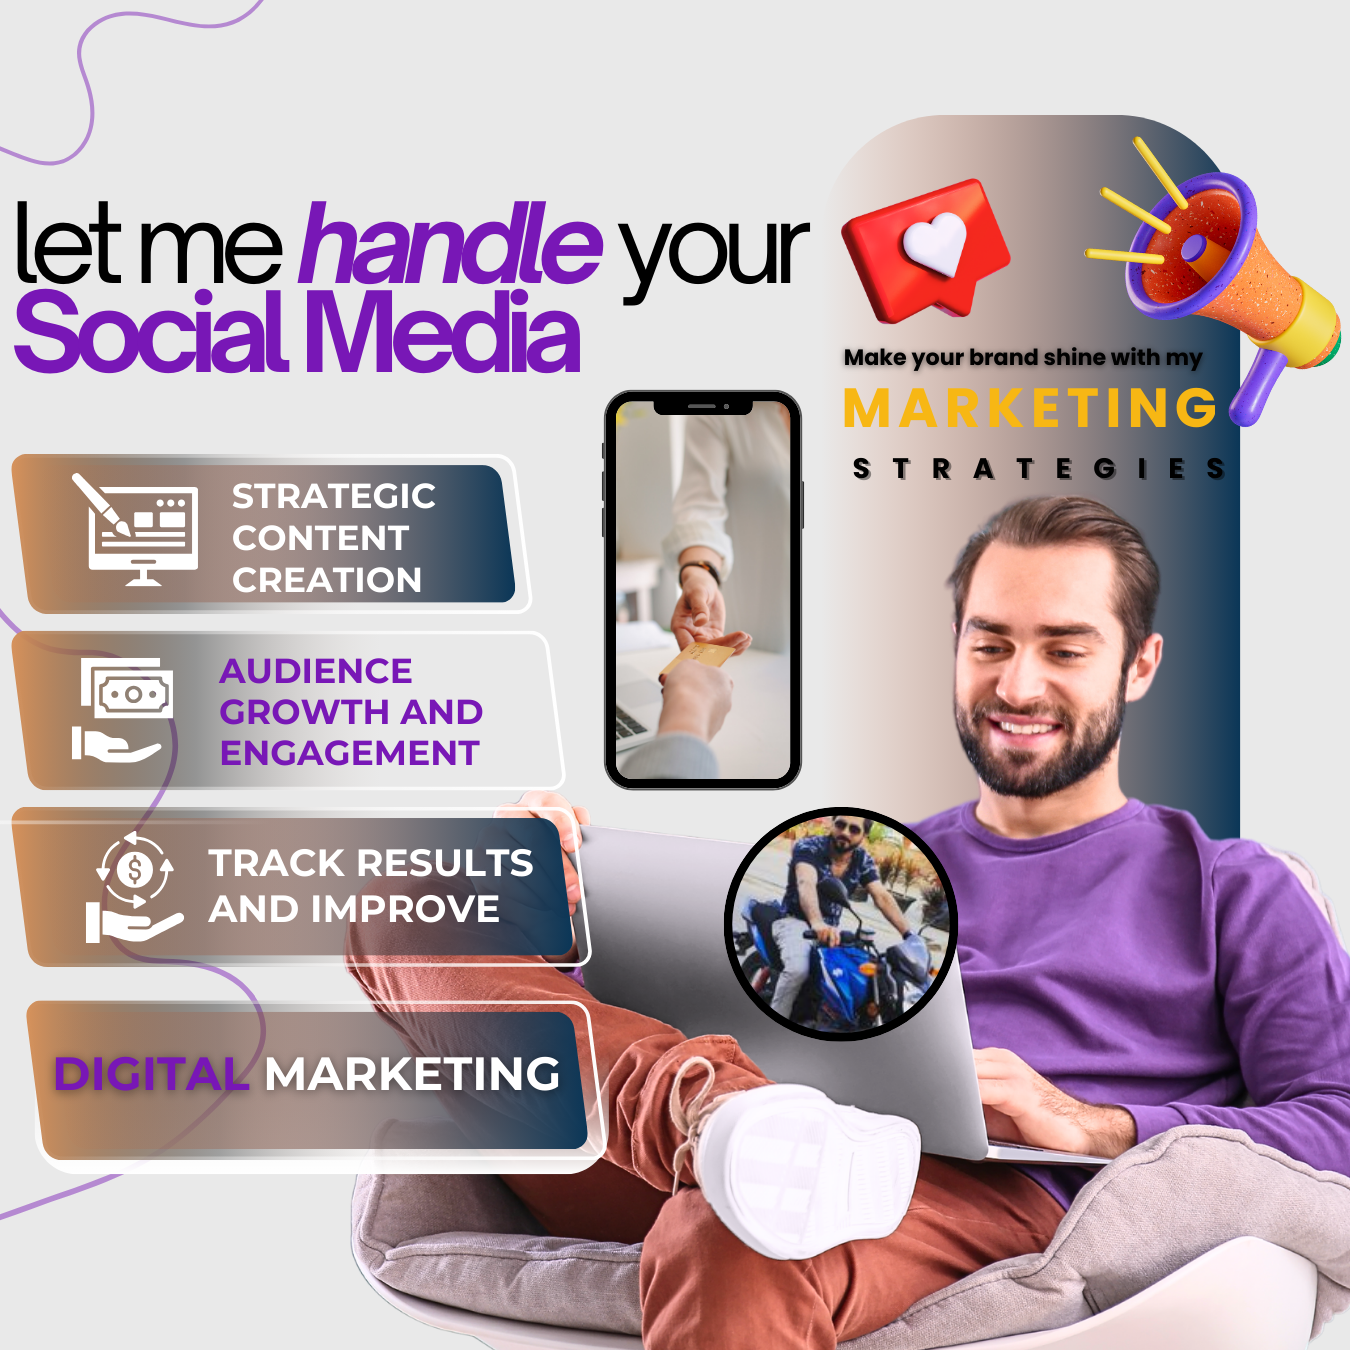 let me handle your
Social Media
Make your brand shine with my
MARKETING
STRATEGIES
STRATEGIC
CONTENT
CREATION
AUDIENCE
GROWTH AND
ENGAGEMENT
TRACK RESULTS
AND IMPROVE
DIGITAL MARKETING